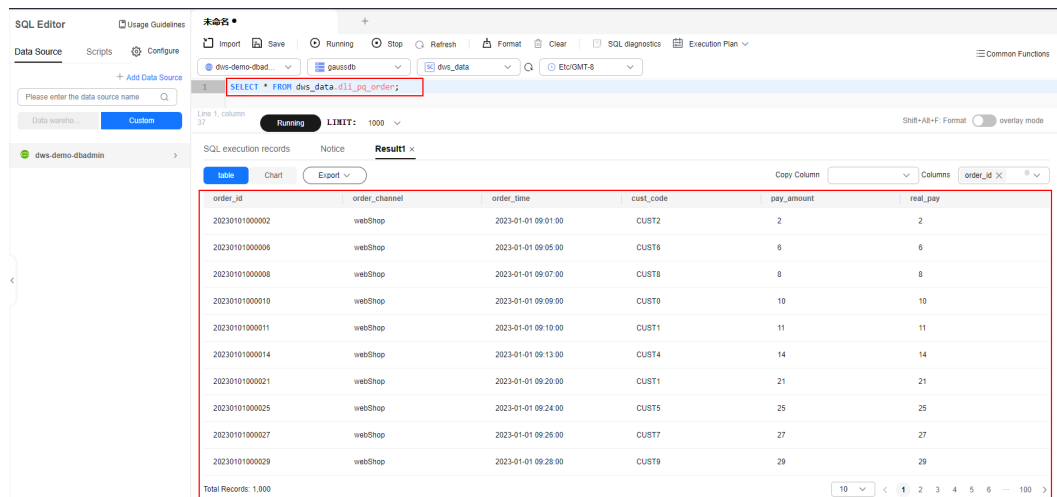 SQL Editor Usage Guidelines
Data Source Scripts Configure
+ Add Data Source
Please enter the data source name
Data wareho... Custom
dws-demo-dbadmin
未命名 ● +
Import Save Running Stop Refresh Format Clear SQL diagnostics Execution Plan
Common Functions
dws-demo-dbad... gaussdb SC dws_data Etc/GMT-8
1 SELECT * FROM dws_data.dli_pq_order;
Line 1, column
37 Running LIMIT: 1000 Shift+Alt+F: Format overlay mode
SQL execution records Notice Result1 ×
table Chart Export Copy Column Columns order_id ×
order_id order_channel order_time cust_code pay_amount real_pay
20230101000002 webShop 2023-01-01 09:01:00 CUST2 2 2
20230101000006 webShop 2023-01-01 09:05:00 CUST6 6 6
20230101000008 webShop 2023-01-01 09:07:00 CUST8 8 8
20230101000010 webShop 2023-01-01 09:09:00 CUST0 10 10
20230101000011 webShop 2023-01-01 09:10:00 CUST1 11 11
20230101000014 webShop 2023-01-01 09:13:00 CUST4 14 14
20230101000021 webShop 2023-01-01 09:20:00 CUST1 21 21
20230101000025 webShop 2023-01-01 09:24:00 CUST5 25 25
20230101000027 webShop 2023-01-01 09:26:00 CUST7 27 27
20230101000029 webShop 2023-01-01 09:28:00 CUST9 29 29
Total Records: 1,000 10 < 1 2 3 4 5 6 ... 100 >